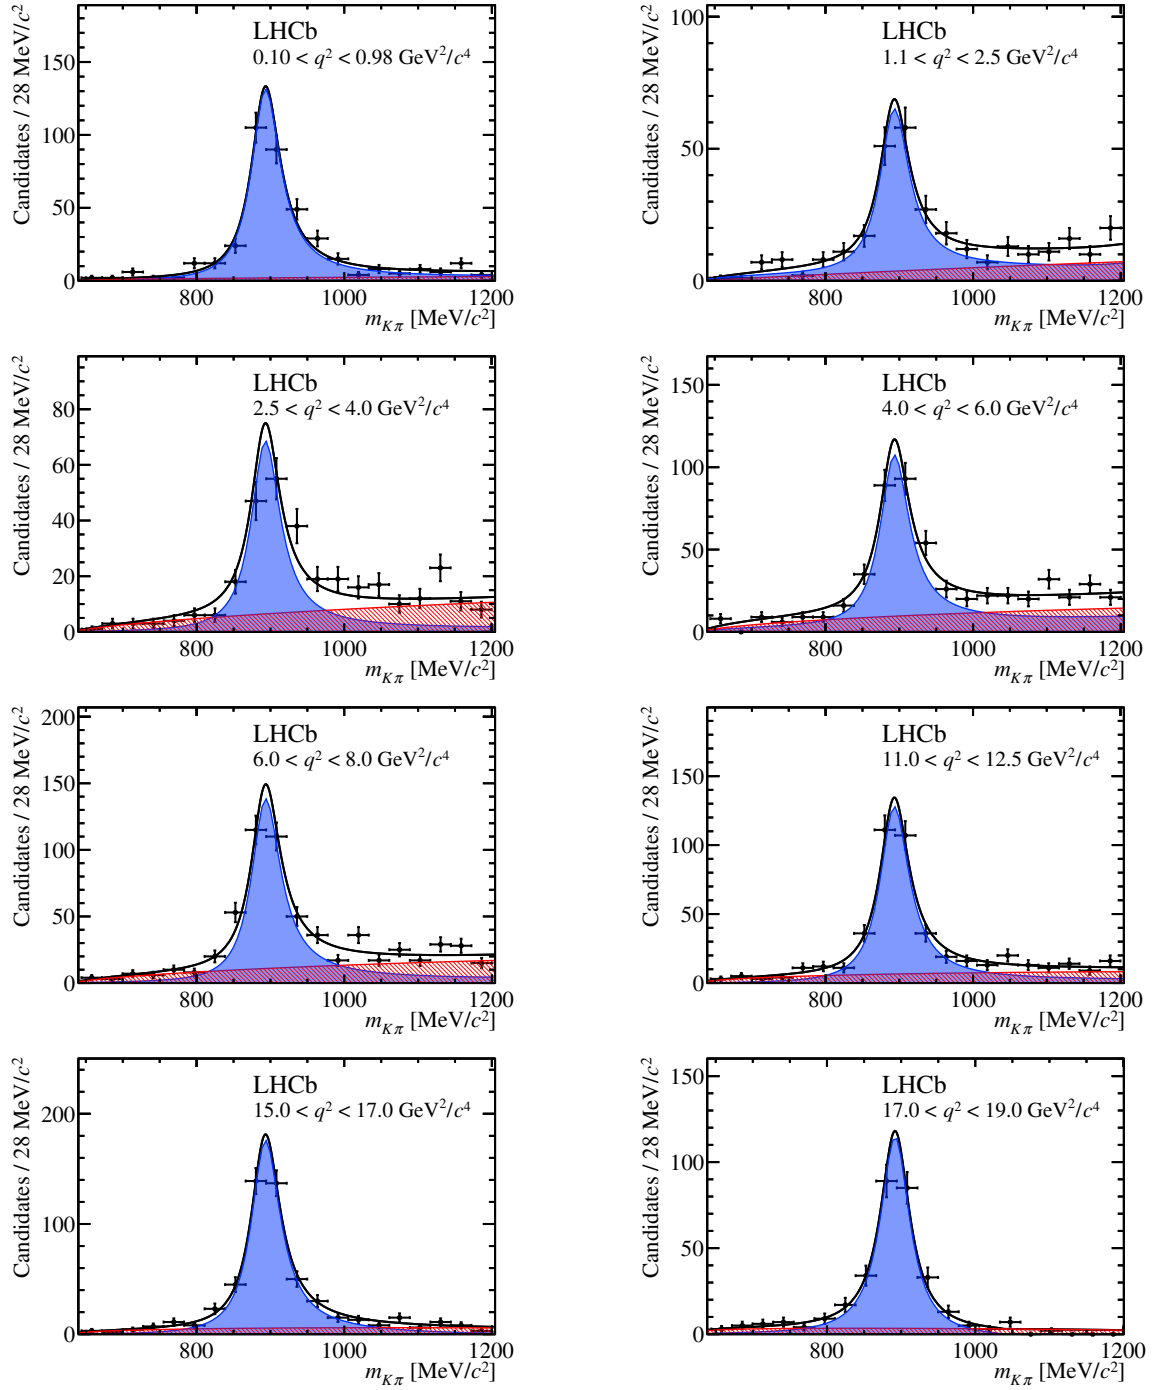 Candidates / 28 MeV/c²
150
100
50
0
LHCb
0.10 < q² < 0.98 GeV²/c⁴
800
1000
1200
m_Kπ [MeV/c²]
Candidates / 28 MeV/c²
100
50
0
LHCb
1.1 < q² < 2.5 GeV²/c⁴
800
1000
1200
m_Kπ [MeV/c²]
Candidates / 28 MeV/c²
80
60
40
20
0
LHCb
2.5 < q² < 4.0 GeV²/c⁴
800
1000
1200
m_Kπ [MeV/c²]
Candidates / 28 MeV/c²
150
100
50
0
LHCb
4.0 < q² < 6.0 GeV²/c⁴
800
1000
1200
m_Kπ [MeV/c²]
Candidates / 28 MeV/c²
200
150
100
50
0
LHCb
6.0 < q² < 8.0 GeV²/c⁴
800
1000
1200
m_Kπ [MeV/c²]
Candidates / 28 MeV/c²
150
100
50
0
LHCb
11.0 < q² < 12.5 GeV²/c⁴
800
1000
1200
m_Kπ [MeV/c²]
Candidates / 28 MeV/c²
200
100
0
LHCb
15.0 < q² < 17.0 GeV²/c⁴
800
1000
1200
m_Kπ [MeV/c²]
Candidates / 28 MeV/c²
150
100
50
0
LHCb
17.0 < q² < 19.0 GeV²/c⁴
800
1000
1200
m_Kπ [MeV/c²]